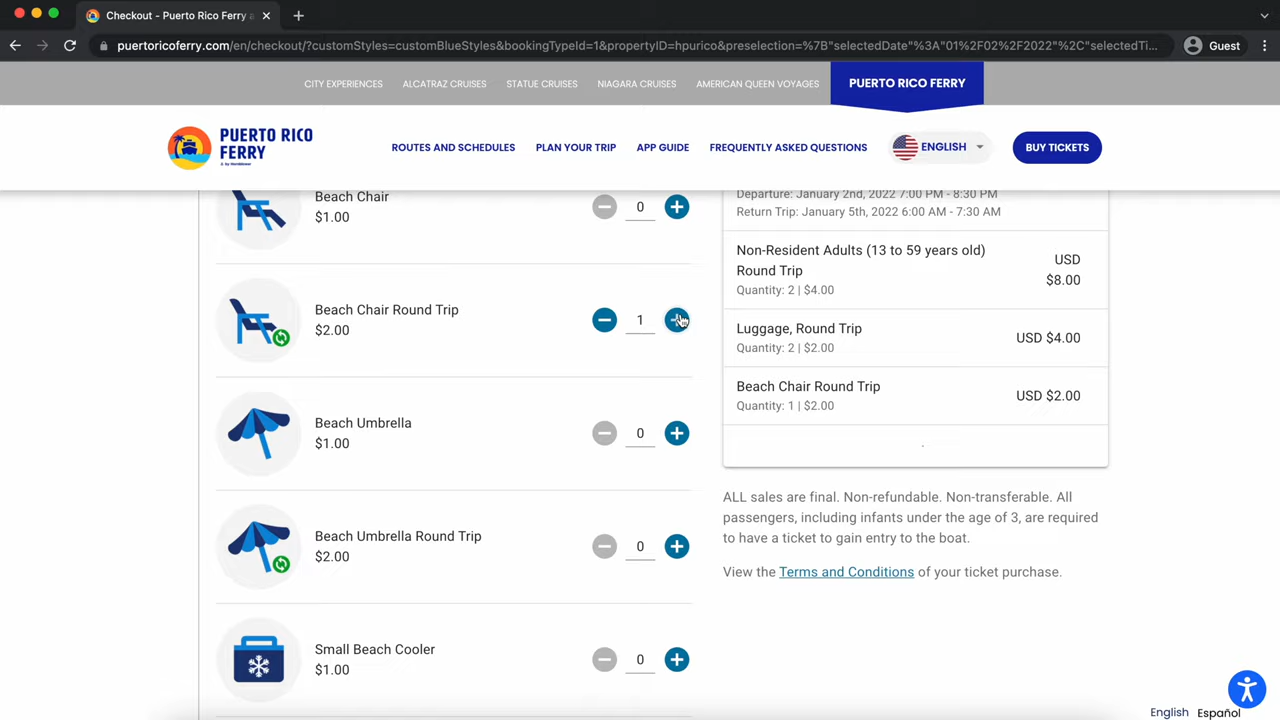 Checkout - Puerto Rico Ferry a
puertoricoferry.com/en/checkout/?customStyles=customBlueStyles&bookingTypeId=1&propertyID=hpurico&preselection=%7B"selectedDate"%3A"01%2F02%2F2022"%2C"selectedTi...
Guest
CITY EXPERIENCES ALCATRAZ CRUISES STATUE CRUISES NIAGARA CRUISES AMERICAN QUEEN VOYAGES PUERTO RICO FERRY
PUERTO RICO
FERRY
ROUTES AND SCHEDULES PLAN YOUR TRIP APP GUIDE FREQUENTLY ASKED QUESTIONS ENGLISH BUY TICKETS
Beach Chair
$1.00
0
Beach Chair Round Trip
$2.00
1
Beach Umbrella
$1.00
0
Beach Umbrella Round Trip
$2.00
0
Small Beach Cooler
$1.00
0
Departure: January 2nd, 2022 7:00 PM - 8:30 PM
Return Trip: January 5th, 2022 6:00 AM - 7:30 AM
Non-Resident Adults (13 to 59 years old)
Round Trip
Quantity: 2 | $4.00
USD
$8.00
Luggage, Round Trip
Quantity: 2 | $2.00
USD $4.00
Beach Chair Round Trip
Quantity: 1 | $2.00
USD $2.00
ALL sales are final. Non-refundable. Non-transferable. All
passengers, including infants under the age of 3, are required
to have a ticket to gain entry to the boat.
View the Terms and Conditions of your ticket purchase.
English Español